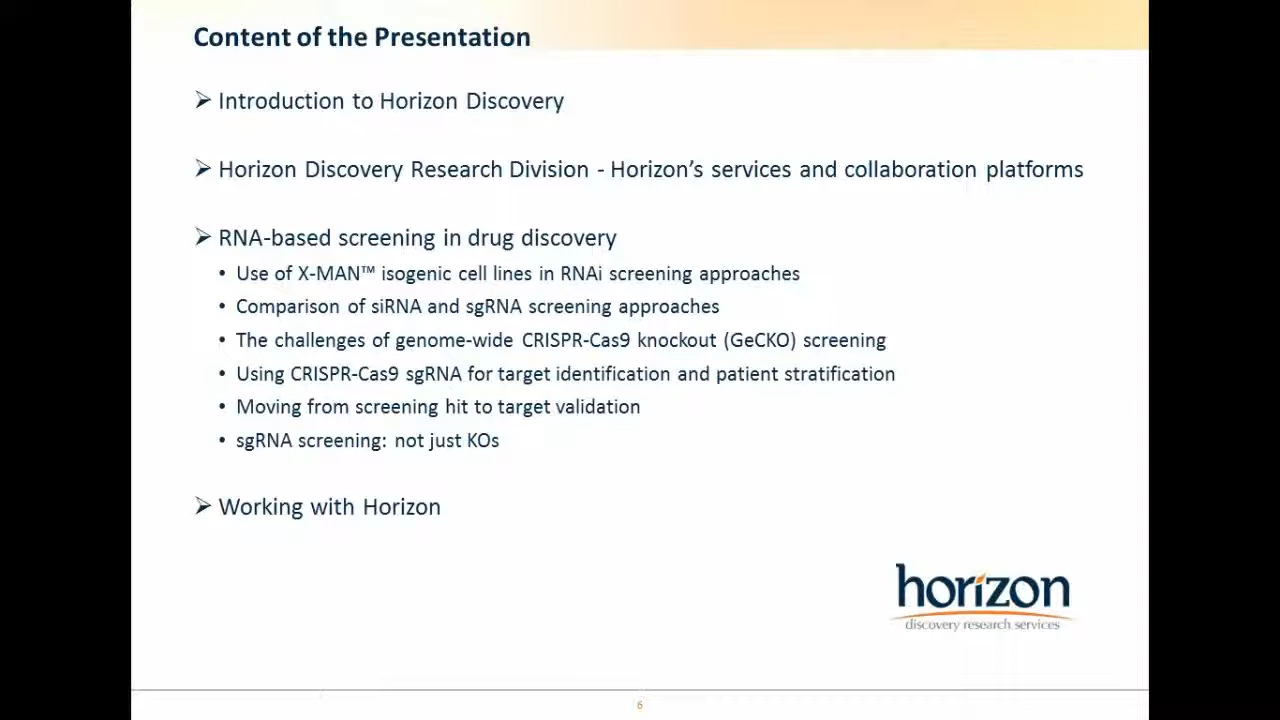 Content of the Presentation
➢ Introduction to Horizon Discovery
➢ Horizon Discovery Research Division - Horizon's services and collaboration platforms
➢ RNA-based screening in drug discovery
• Use of X-MAN™ isogenic cell lines in RNAi screening approaches
• Comparison of siRNA and sgRNA screening approaches
• The challenges of genome-wide CRISPR-Cas9 knockout (GeCKO) screening
• Using CRISPR-Cas9 sgRNA for target identification and patient stratification
• Moving from screening hit to target validation
• sgRNA screening: not just KOs
➢ Working with Horizon
horizon
discovery research services
6